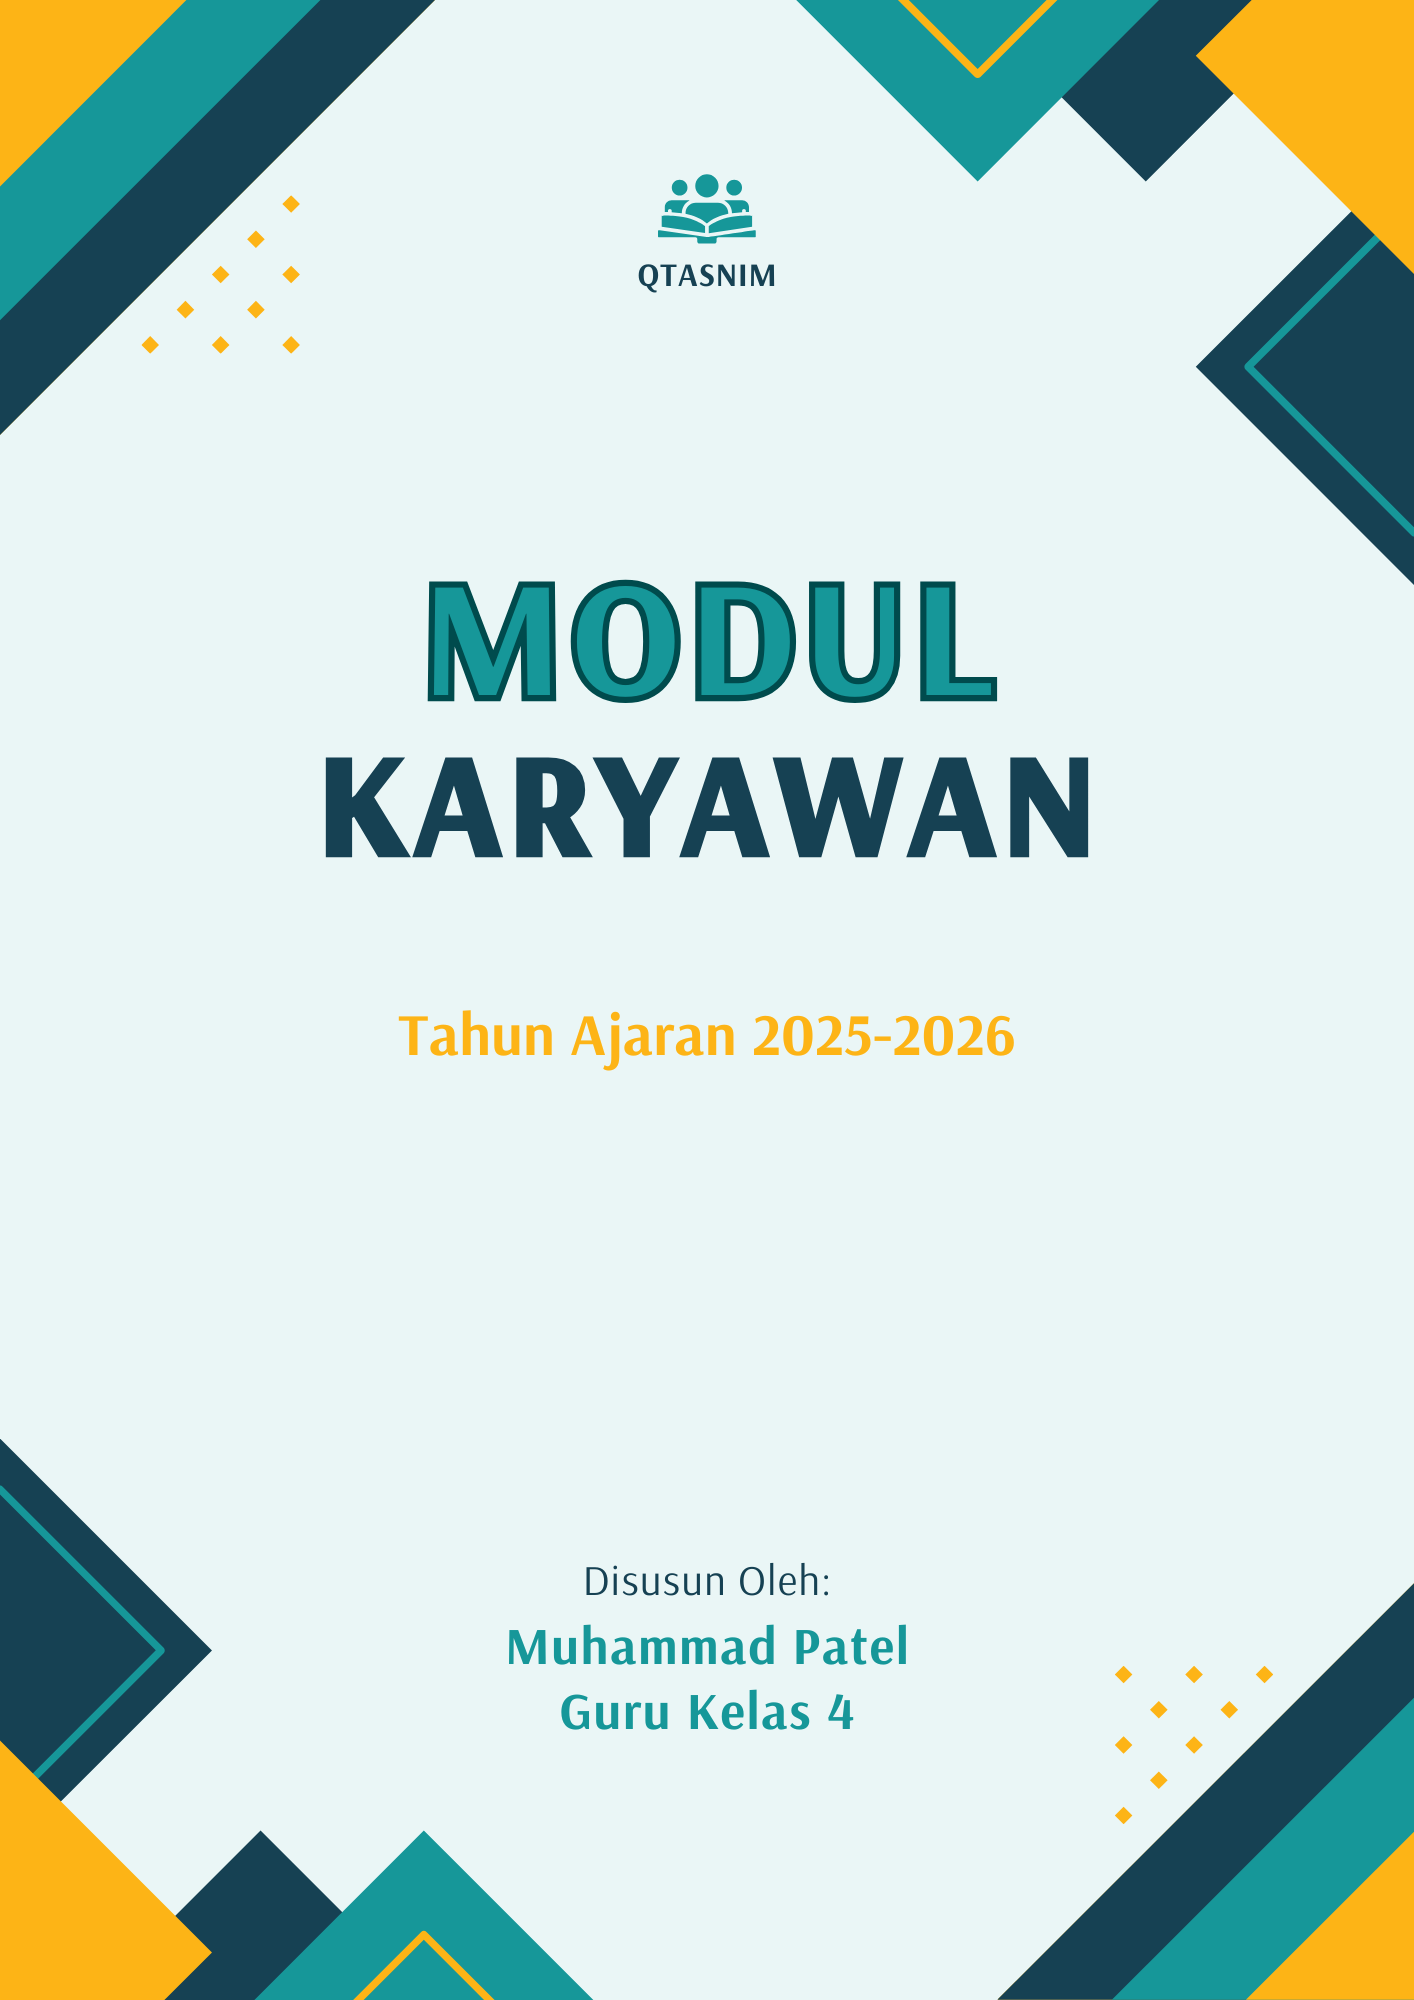 QTASNIM
MODUL
KARYAWAN
Tahun Ajaran 2025-2026
Disusun Oleh:
Muhammad Patel
Guru Kelas 4